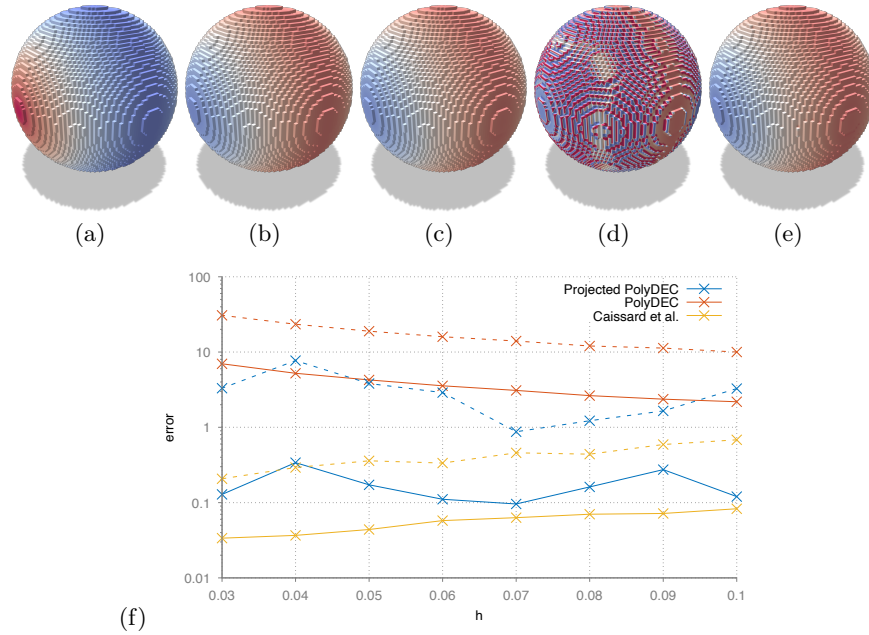 (a) (b) (c) (d) (e)
100
10
1
0.1
0.01
error
Projected PolyDEC
PolyDEC
Caissard et al.
0.03 0.04 0.05 0.06 0.07 0.08 0.09 0.1
h
(f)